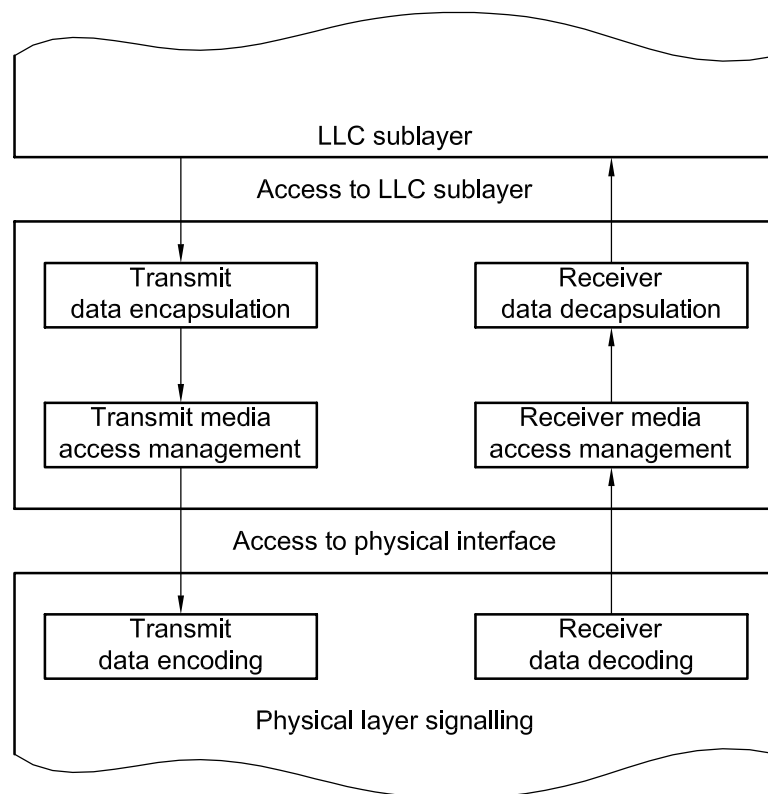 LLC sublayer
Access to LLC sublayer
Transmit
data encapsulation
Receiver
data decapsulation
Transmit media
access management
Receiver media
access management
Access to physical interface
Transmit
data encoding
Receiver
data decoding
Physical layer signalling